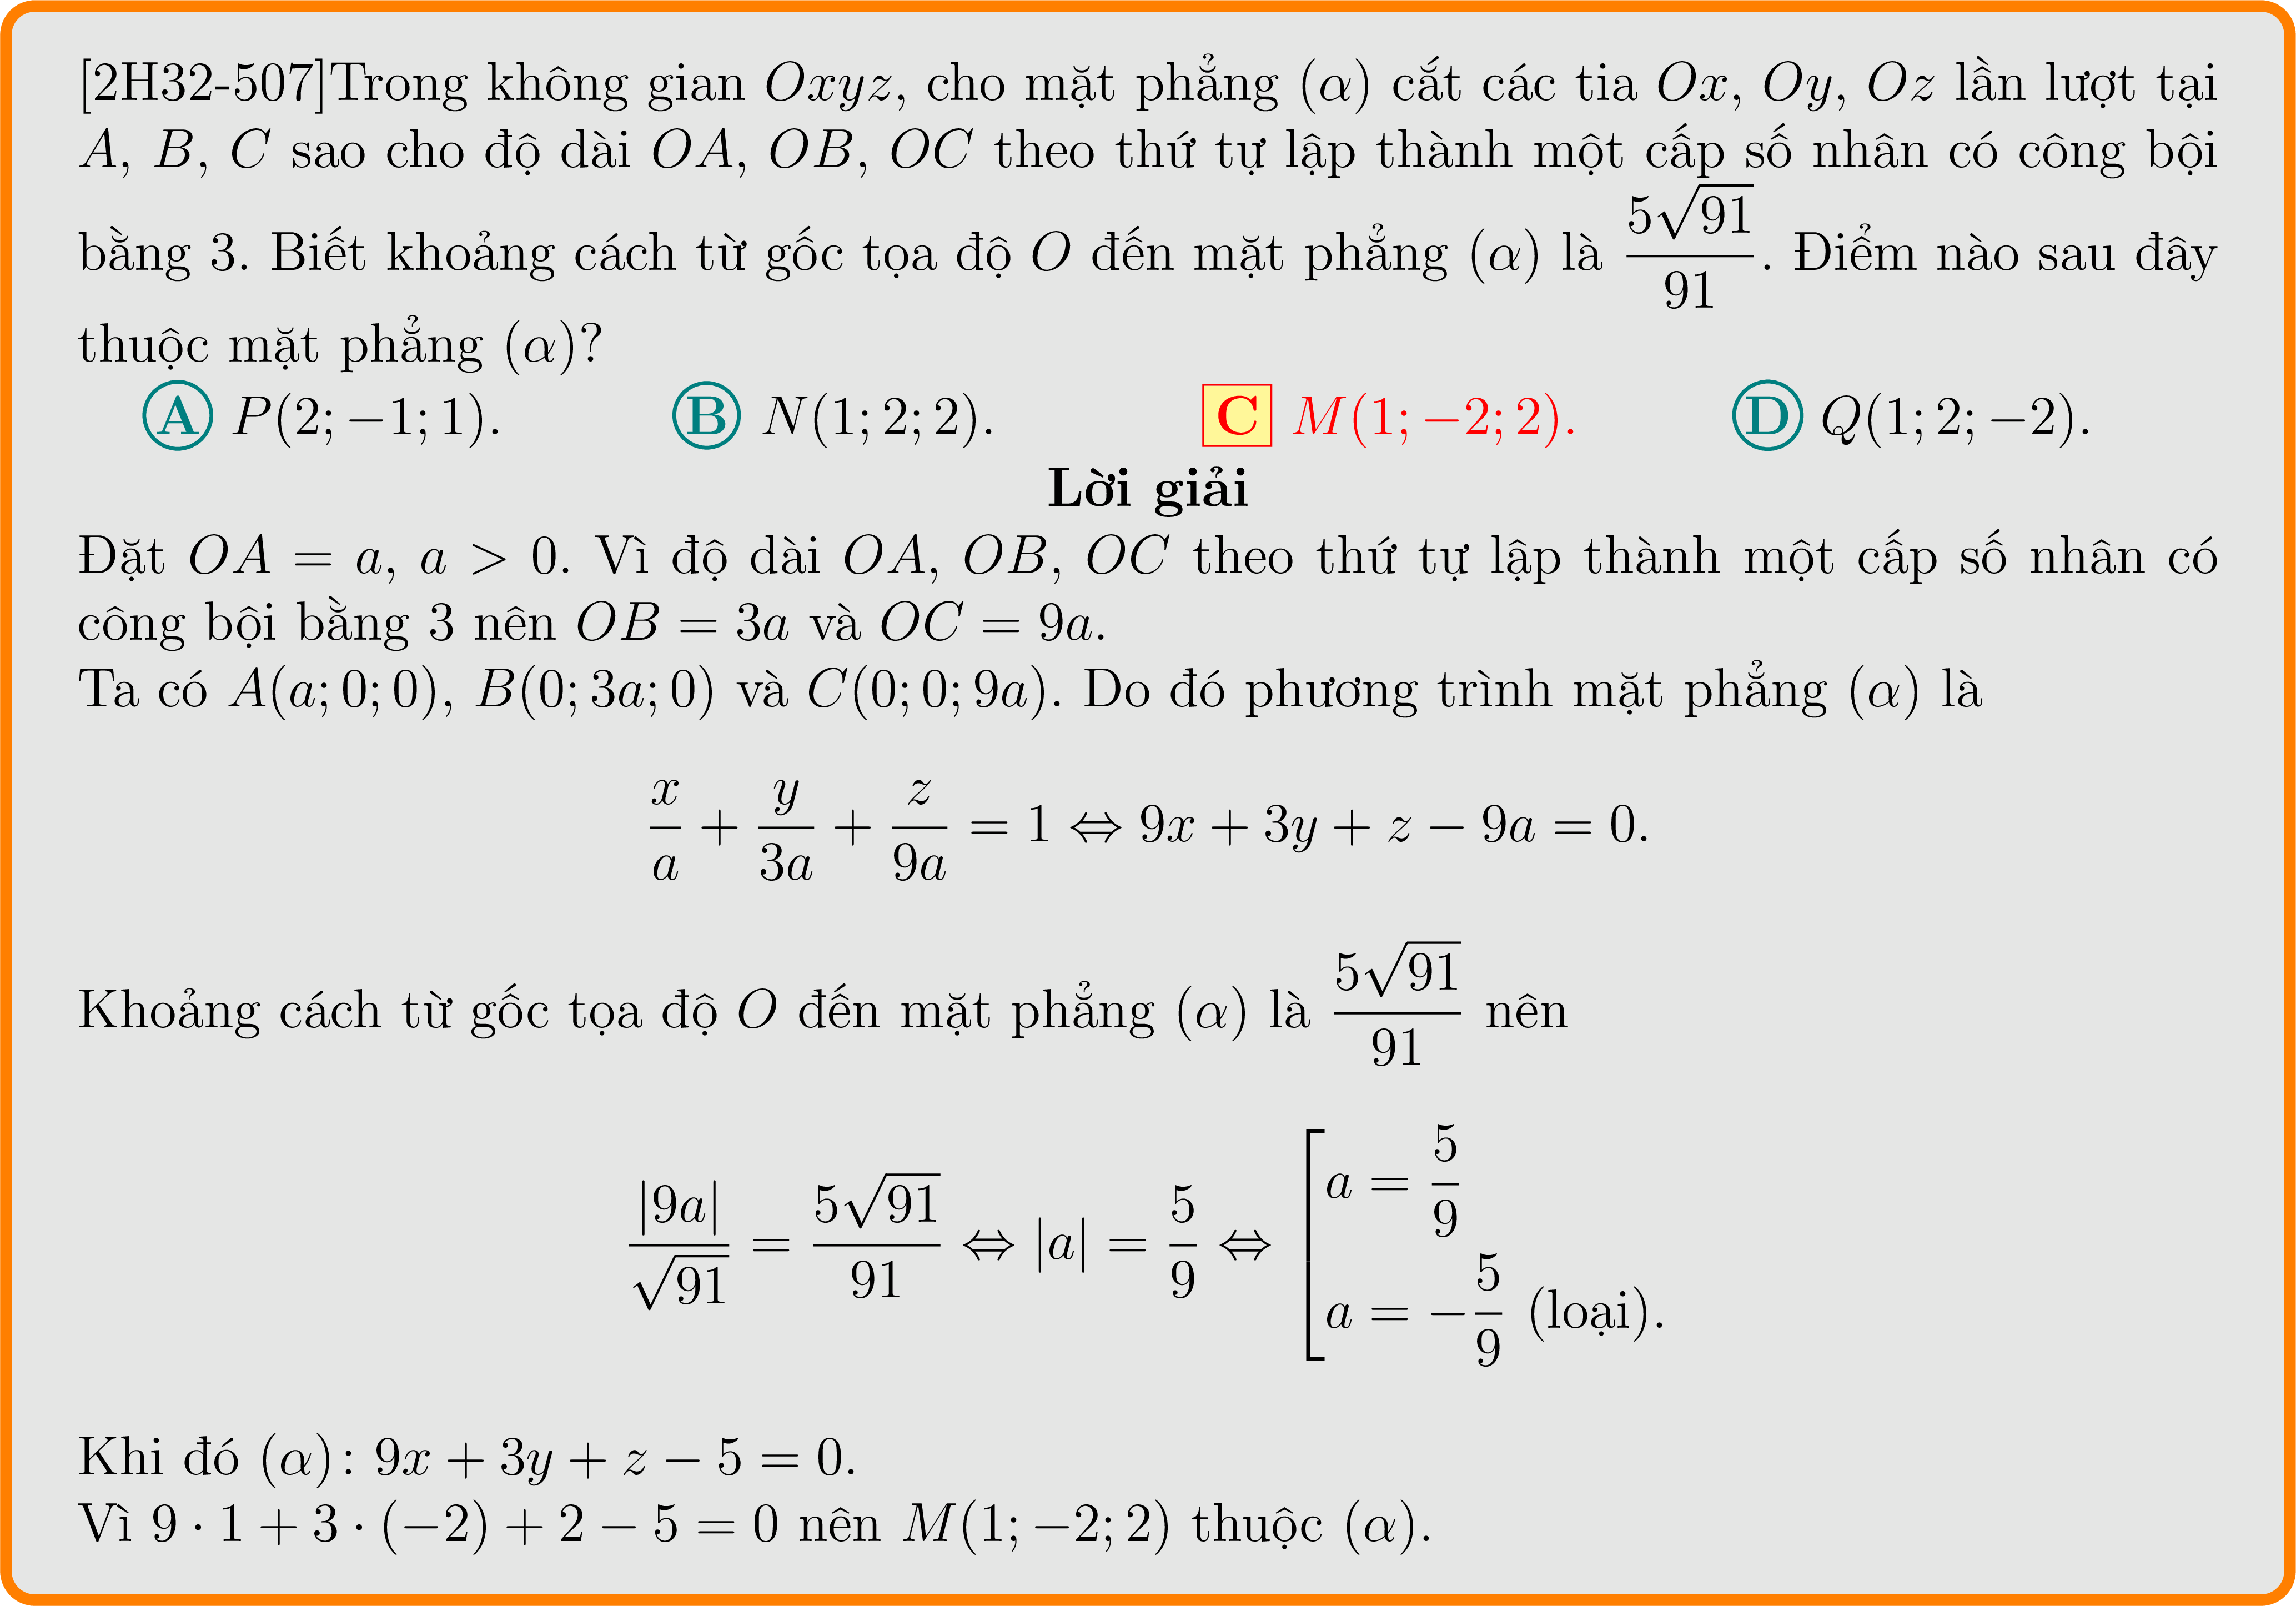 [2H32-507]Trong không gian $Oxyz$, cho mặt phẳng $(\alpha)$ cắt các tia $Ox$, $Oy$, $Oz$ lần lượt tại
$A$, $B$, $C$ sao cho độ dài $OA$, $OB$, $OC$ theo thứ tự lập thành một cấp số nhân có công bội
bằng 3. Biết khoảng cách từ gốc tọa độ $O$ đến mặt phẳng $(\alpha)$ là $\dfrac{5\sqrt{91}}{91}$. Điểm nào sau đây
thuộc mặt phẳng $(\alpha)$?
A $P(2;-1;1)$. B $N(1;2;2)$. C $M(1;-2;2)$. D $Q(1;2;-2)$.
Lời giải
Đặt $OA = a$, $a > 0$. Vì độ dài $OA$, $OB$, $OC$ theo thứ tự lập thành một cấp số nhân có
công bội bằng 3 nên $OB = 3a$ và $OC = 9a$.
Ta có $A(a;0;0)$, $B(0;3a;0)$ và $C(0;0;9a)$. Do đó phương trình mặt phẳng $(\alpha)$ là
$\dfrac{x}{a} + \dfrac{y}{3a} + \dfrac{z}{9a} = 1 \Leftrightarrow 9x + 3y + z - 9a = 0.$
Khoảng cách từ gốc tọa độ $O$ đến mặt phẳng $(\alpha)$ là $\dfrac{5\sqrt{91}}{91}$ nên
$\dfrac{|9a|}{\sqrt{91}} = \dfrac{5\sqrt{91}}{91} \Leftrightarrow |a| = \dfrac{5}{9} \Leftrightarrow \left[\begin{array}{l} a = \dfrac{5}{9} \\ a = -\dfrac{5}{9} \text{ (loại).} \end{array}\right.$
Khi đó $(\alpha)$: $9x + 3y + z - 5 = 0$.
Vì $9 \cdot 1 + 3 \cdot (-2) + 2 - 5 = 0$ nên $M(1;-2;2)$ thuộc $(\alpha)$.